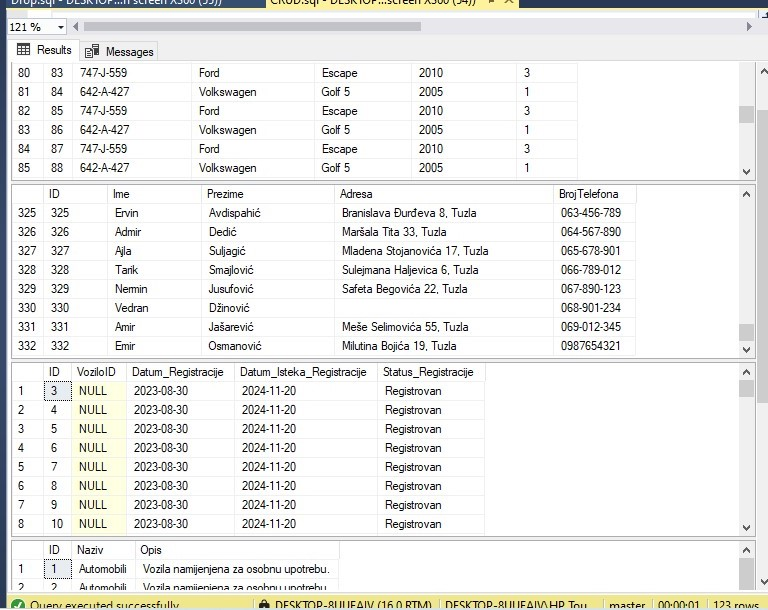 Drop.sql - DESKTOP...n screen X360 (55))
CRUD.sql - DESKTOP...screen X360 (54))
121 %
Results Messages
80 83 747-J-559 Ford Escape 2010 3
81 84 642-A-427 Volkswagen Golf 5 2005 1
82 85 747-J-559 Ford Escape 2010 3
83 86 642-A-427 Volkswagen Golf 5 2005 1
84 87 747-J-559 Ford Escape 2010 3
85 88 642-A-427 Volkswagen Golf 5 2005 1
ID Ime Prezime Adresa BrojTelefona
325 325 Ervin Avdispahić Branislava Đurđeva 8, Tuzla 063-456-789
326 326 Admir Dedić Maršala Tita 33, Tuzla 064-567-890
327 327 Ajla Suljagić Mladena Stojanovića 17, Tuzla 065-678-901
328 328 Tarik Smajlović Sulejmana Haljevica 6, Tuzla 066-789-012
329 329 Nermin Jusufović Safeta Begovića 22, Tuzla 067-890-123
330 330 Vedran Džinović 068-901-234
331 331 Amir Jašarević Meše Selimovića 55, Tuzla 069-012-345
332 332 Emir Osmanović Milutina Bojića 19, Tuzla 0987654321
ID VoziloID Datum_Registracije Datum_Isteka_Registracije Status_Registracije
1 3 NULL 2023-08-30 2024-11-20 Registrovan
2 4 NULL 2023-08-30 2024-11-20 Registrovan
3 5 NULL 2023-08-30 2024-11-20 Registrovan
4 6 NULL 2023-08-30 2024-11-20 Registrovan
5 7 NULL 2023-08-30 2024-11-20 Registrovan
6 8 NULL 2023-08-30 2024-11-20 Registrovan
7 9 NULL 2023-08-30 2024-11-20 Registrovan
8 10 NULL 2023-08-30 2024-11-20 Registrovan
ID Naziv Opis
1 1 Automobili Vozila namijenjena za osobnu upotrebu.
2 2 Automobili Vozila namijenjena za osobnu upotrebu.
Query executed successfully. (16.0 RTM) master 00:00:01 123 rows